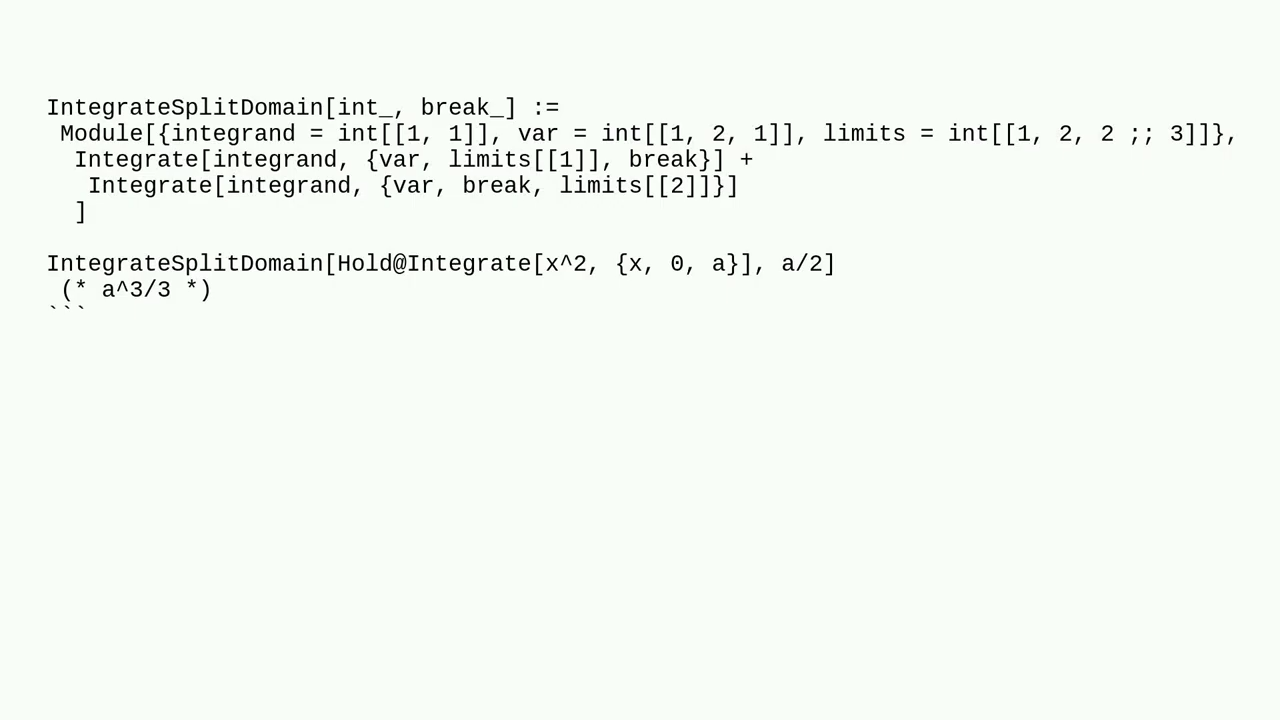 IntegrateSplitDomain[int_, break_] :=
 Module[{integrand = int[[1, 1]], var = int[[1, 2, 1]], limits = int[[1, 2, 2 ;; 3]]},
  Integrate[integrand, {var, limits[[1]], break}] +
   Integrate[integrand, {var, break, limits[[2]]}]
  ]

IntegrateSplitDomain[Hold@Integrate[x^2, {x, 0, a}], a/2]
 (* a^3/3 *)
```